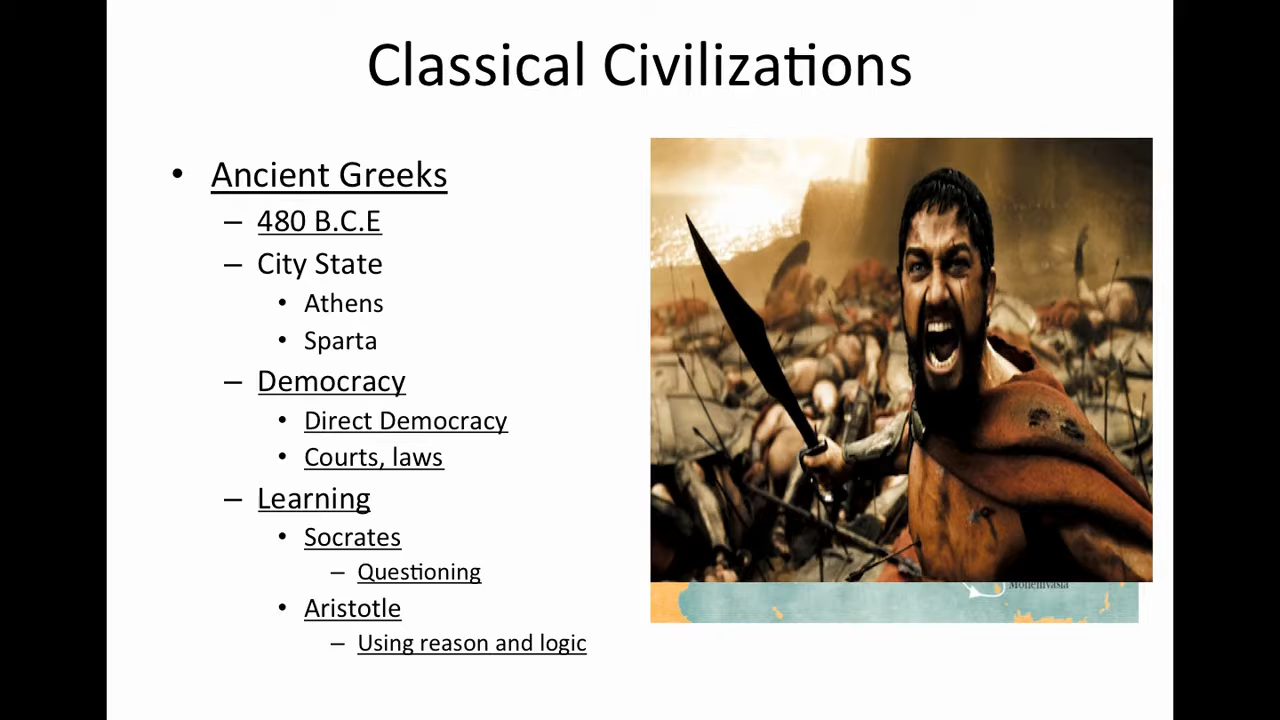 Classical Civilizations
• Ancient Greeks
– 480 B.C.E
– City State
• Athens
• Sparta
– Democracy
• Direct Democracy
• Courts, laws
– Learning
• Socrates
– Questioning
• Aristotle
– Using reason and logic
Monemvasia